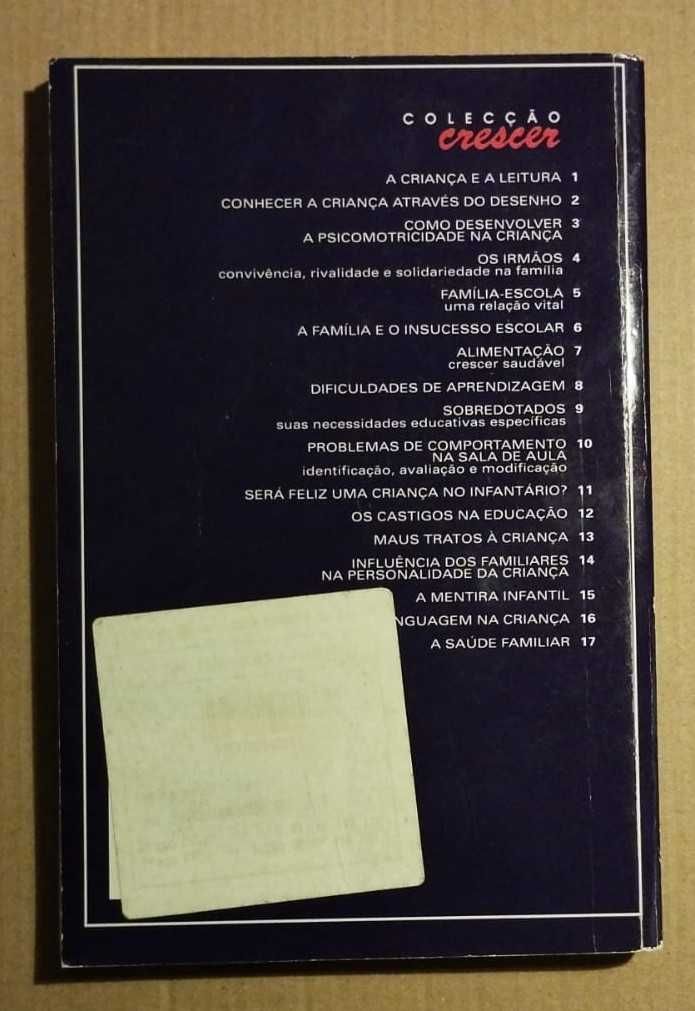 COLECÇÃO
crescer
A CRIANÇA E A LEITURA 1
CONHECER A CRIANÇA ATRAVÉS DO DESENHO 2
COMO DESENVOLVER 3
A PSICOMOTRICIDADE NA CRIANÇA
OS IRMÃOS 4
convivência, rivalidade e solidariedade na família
FAMÍLIA-ESCOLA 5
uma relação vital
A FAMÍLIA E O INSUCESSO ESCOLAR 6
ALIMENTAÇÃO 7
crescer saudável
DIFICULDADES DE APRENDIZAGEM 8
SOBREDOTADOS 9
suas necessidades educativas específicas
PROBLEMAS DE COMPORTAMENTO 10
NA SALA DE AULA
identificação, avaliação e modificação
SERÁ FELIZ UMA CRIANÇA NO INFANTÁRIO? 11
OS CASTIGOS NA EDUCAÇÃO 12
MAUS TRATOS À CRIANÇA 13
INFLUÊNCIA DOS FAMILIARES 14
NA PERSONALIDADE DA CRIANÇA
A MENTIRA INFANTIL 15
NGUAGEM NA CRIANÇA 16
A SAÚDE FAMILIAR 17